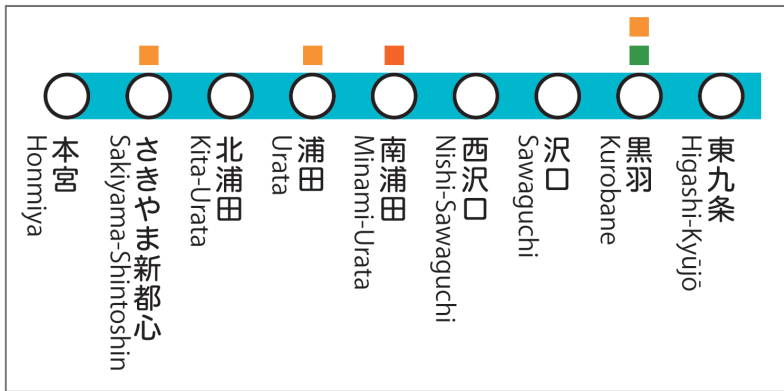 本宮
Honmiya
さきやま新都心
Sakiyama-Shintoshin
北浦田
Kita-Urata
浦田
Urata
南浦田
Minami-Urata
西沢口
Nishi-Sawaguchi
沢口
Sawaguchi
黒羽
Kurobane
東九条
Higashi-Kyūjō